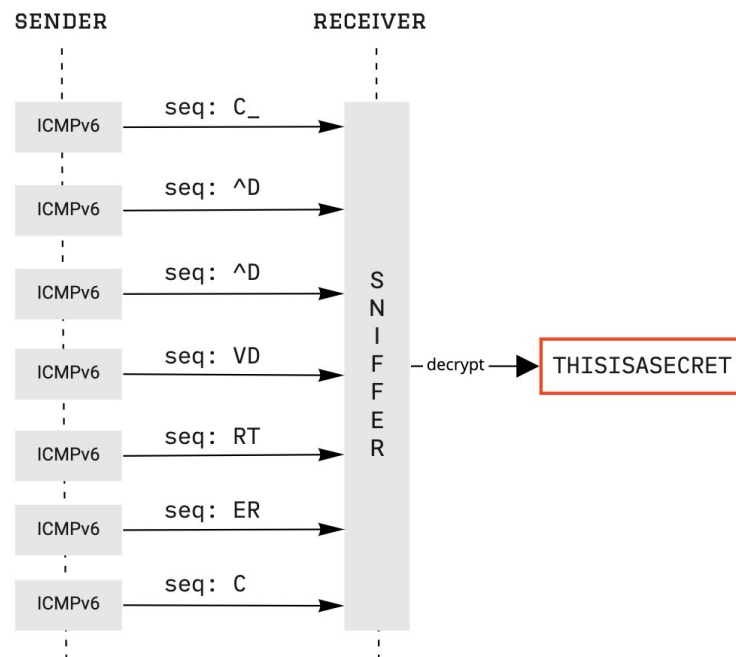 SENDER
RECEIVER
ICMPv6
seq: C_
ICMPv6
seq: ^D
ICMPv6
seq: ^D
ICMPv6
seq: VD
ICMPv6
seq: RT
ICMPv6
seq: ER
ICMPv6
seq: C
S
N
I
F
F
E
R
decrypt
THISISASECRET